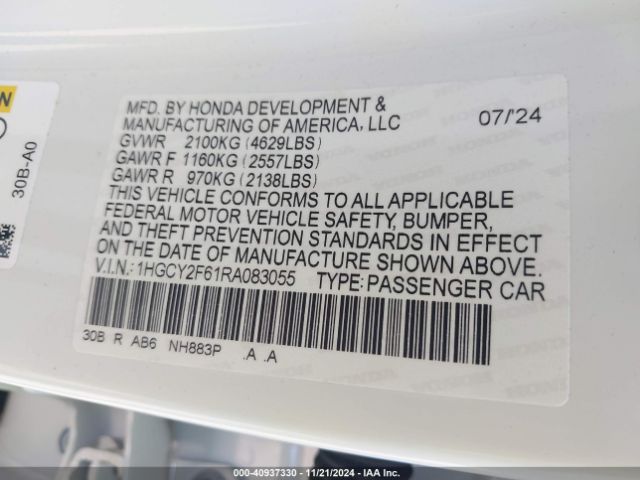 N
30B-A0
MFD. BY HONDA DEVELOPMENT &
MANUFACTURING OF AMERICA, LLC 07/'24
GVWR 2100KG (4629LBS)
GAWR F 1160KG (2557LBS)
GAWR R 970KG (2138LBS)
THIS VEHICLE CONFORMS TO ALL APPLICABLE
FEDERAL MOTOR VEHICLE SAFETY, BUMPER,
AND THEFT PREVENTION STANDARDS IN EFFECT
ON THE DATE OF MANUFACTURE SHOWN ABOVE.
V.I.N.: 1HGCY2F61RA083055 TYPE: PASSENGER CAR
30B R AB6 NH883P .A .A
000-40937330 - 11/21/2024 - IAA Inc.